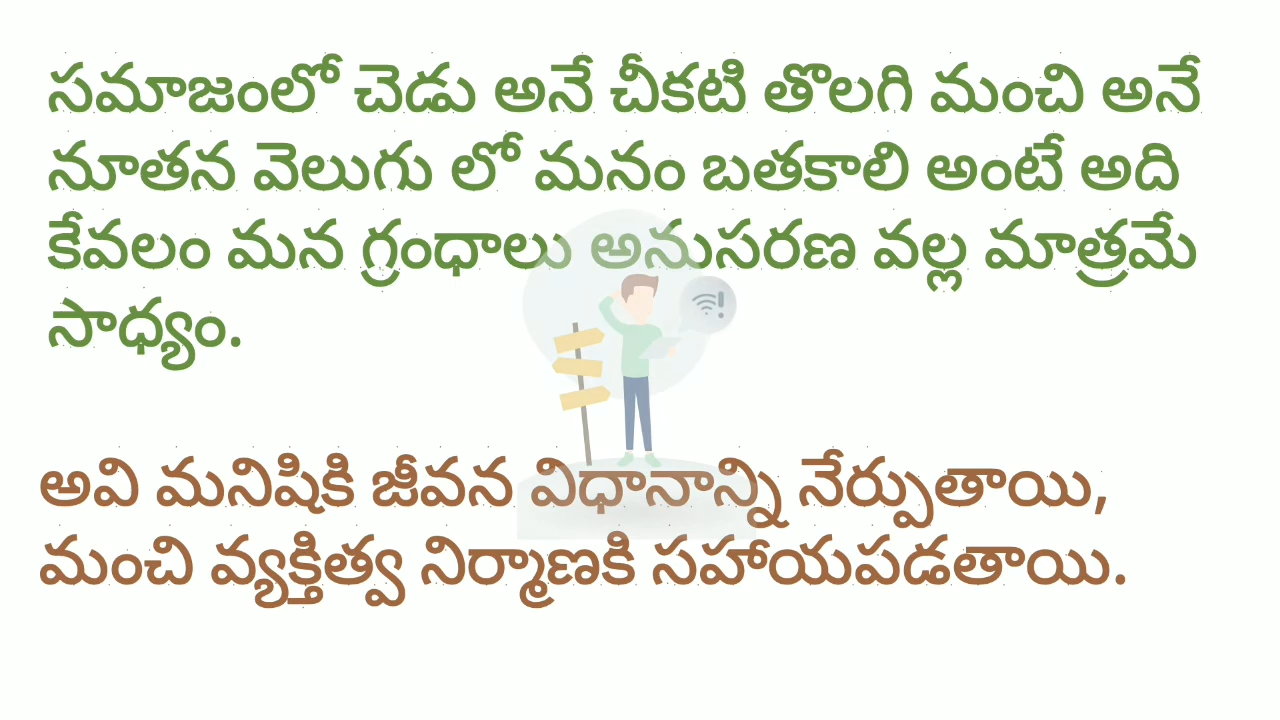 సమాజంలో చెడు అనే చీకటి తొలగి మంచి అనే
నూతన వెలుగు లో మనం బతకాలి అంటే అది
కేవలం మన గ్రంధాలు అనుసరణ వల్ల మాత్రమే
సాధ్యం.
అవి మనిషికి జీవన విధానాన్ని నేర్పుతాయి,
మంచి వ్యక్తిత్వ నిర్మాణకి సహాయపడతాయి.